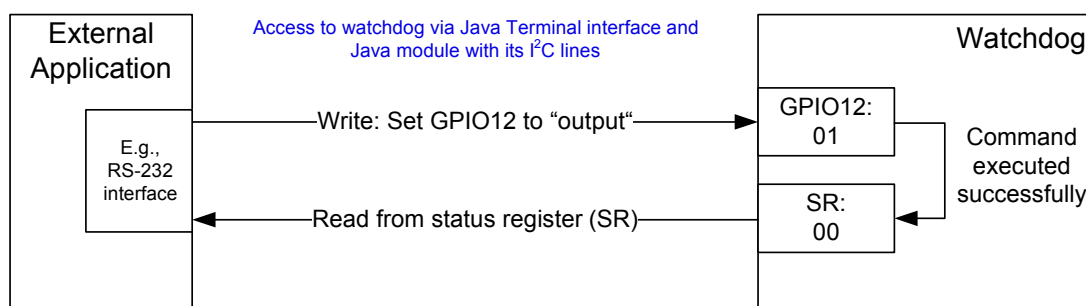 External
Application
Access to watchdog via Java Terminal interface and
Java module with its I²C lines
Watchdog
E.g.,
RS-232
interface
Write: Set GPIO12 to “output“
GPIO12:
01
Command
executed
successfully
Read from status register (SR)
SR:
00